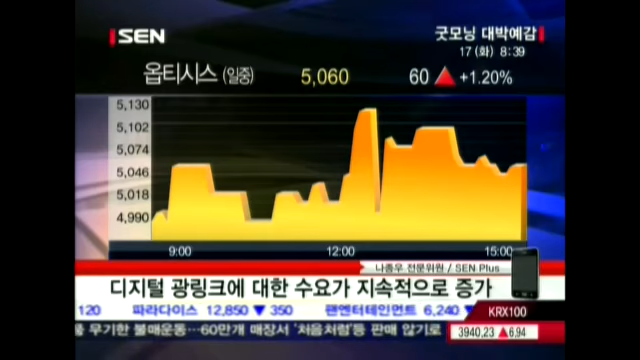 SEN
굿모닝 대박예감
17 (화) 8:39
옵티시스 (일중) 5,060 60 ▲ +1.20%
5,130
5,102
5,074
5,046
5,018
4,990
9:00 12:00 15:00
나종우 전문위원 / SEN Plus
디지털 광링크에 대한 수요가 지속적으로 증가
120 파라다이스 12,850 ▼ 350 팬엔터테인먼트 6,240 ▼
KRX100
무기한 불매운동…60만개 매장서 '처음처럼'등 판매 않기로
3940,23 ▲6,94